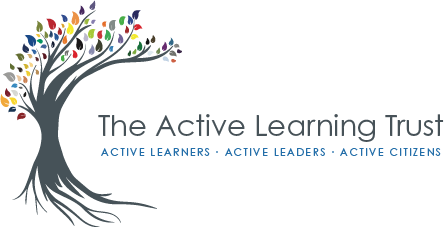 The Active Learning Trust
ACTIVE LEARNERS · ACTIVE LEADERS · ACTIVE CITIZENS